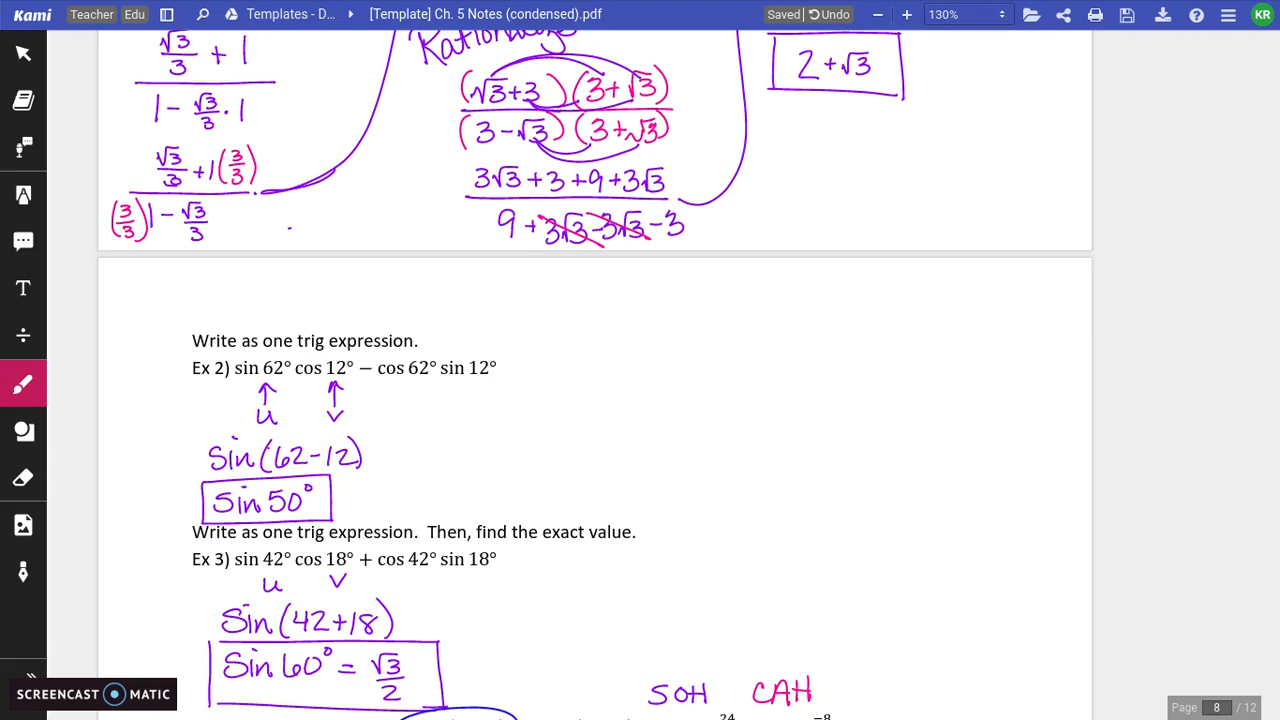 Kami
Teacher Edu Templates - D... › [Template] Ch. 5 Notes (condensed).pdf Saved Undo 130% KR
√3/3 + 1
1 - √3/3 · 1
√3/3 + 1 (3/3)
(3/3) 1 - √3/3
Rationalize
(√3+3)(3+√3)
(3-√3)(3+√3)
3√3+3+9+3√3
9+3√3-3√3-3
2+√3
Write as one trig expression.
Ex 2) sin 62° cos 12° − cos 62° sin 12°
↑ ↑
u v
Sin(62-12)
Sin 50°
Write as one trig expression. Then, find the exact value.
Ex 3) sin 42° cos 18° + cos 42° sin 18°
u v
Sin(42+18)
Sin 60° = √3/2
SOH CAH
24 −8
SCREENCAST MATIC
Page 8 / 12